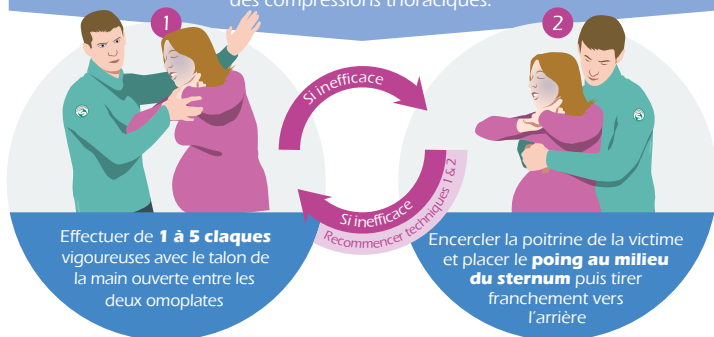 des compressions thoraciques.
1
2
Si inefficace
Si inefficace
Recommencer techniques 1 & 2
Effectuer de 1 à 5 claques
vigoureuses avec le talon de
la main ouverte entre les
deux omoplates
Encercler la poitrine de la victime
et placer le poing au milieu
du sternum puis tirer
franchement vers
l'arrière